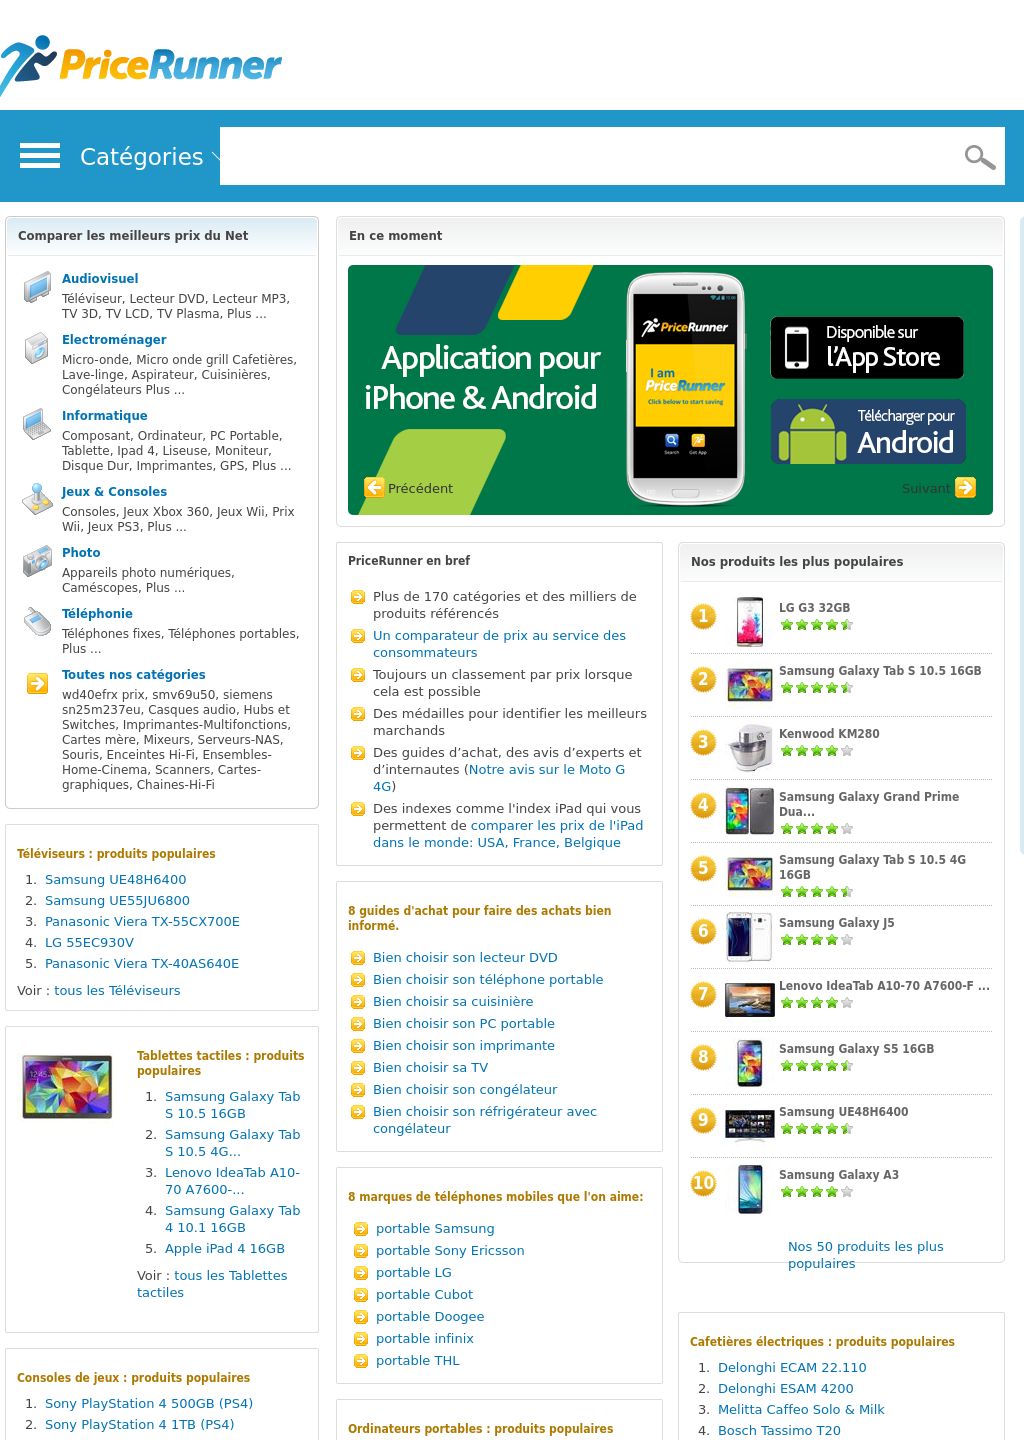 PriceRunner
Catégories
Comparer les meilleurs prix du Net
Audiovisuel
Téléviseur, Lecteur DVD, Lecteur MP3,
TV 3D, TV LCD, TV Plasma, Plus ...
Electroménager
Micro-onde, Micro onde grill Cafetières,
Lave-linge, Aspirateur, Cuisinières,
Congélateurs Plus ...
Informatique
Composant, Ordinateur, PC Portable,
Tablette, Ipad 4, Liseuse, Moniteur,
Disque Dur, Imprimantes, GPS, Plus ...
Jeux & Consoles
Consoles, Jeux Xbox 360, Jeux Wii, Prix
Wii, Jeux PS3, Plus ...
Photo
Appareils photo numériques,
Caméscopes, Plus ...
Téléphonie
Téléphones fixes, Téléphones portables,
Plus ...
Toutes nos catégories
wd40efrx prix, smv69u50, siemens
sn25m237eu, Casques audio, Hubs et
Switches, Imprimantes-Multifonctions,
Cartes mère, Mixeurs, Serveurs-NAS,
Souris, Enceintes Hi-Fi, Ensembles-
Home-Cinema, Scanners, Cartes-
graphiques, Chaines-Hi-Fi
Téléviseurs : produits populaires
1. Samsung UE48H6400
2. Samsung UE55JU6800
3. Panasonic Viera TX-55CX700E
4. LG 55EC930V
5. Panasonic Viera TX-40AS640E
Voir : tous les Téléviseurs
Tablettes tactiles : produits
populaires
1. Samsung Galaxy Tab
S 10.5 16GB
2. Samsung Galaxy Tab
S 10.5 4G...
3. Lenovo IdeaTab A10-
70 A7600-...
4. Samsung Galaxy Tab
4 10.1 16GB
5. Apple iPad 4 16GB
Voir : tous les Tablettes
tactiles
Consoles de jeux : produits populaires
1. Sony PlayStation 4 500GB (PS4)
2. Sony PlayStation 4 1TB (PS4)
En ce moment
Application pour
iPhone & Android
PriceRunner
I am
PriceRunner
Click below to start saving
Search Get App
Disponible sur
l'App Store
Télécharger pour
Android
Précédent
Suivant
PriceRunner en bref
Plus de 170 catégories et des milliers de
produits référencés
Un comparateur de prix au service des
consommateurs
Toujours un classement par prix lorsque
cela est possible
Des médailles pour identifier les meilleurs
marchands
Des guides d’achat, des avis d’experts et
d’internautes (Notre avis sur le Moto G
4G)
Des indexes comme l'index iPad qui vous
permettent de comparer les prix de l'iPad
dans le monde: USA, France, Belgique
8 guides d'achat pour faire des achats bien
informé.
Bien choisir son lecteur DVD
Bien choisir son téléphone portable
Bien choisir sa cuisinière
Bien choisir son PC portable
Bien choisir son imprimante
Bien choisir sa TV
Bien choisir son congélateur
Bien choisir son réfrigérateur avec
congélateur
8 marques de téléphones mobiles que l'on aime:
portable Samsung
portable Sony Ericsson
portable LG
portable Cubot
portable Doogee
portable infinix
portable THL
Ordinateurs portables : produits populaires
Nos produits les plus populaires
1 LG G3 32GB
2 Samsung Galaxy Tab S 10.5 16GB
3 Kenwood KM280
4 Samsung Galaxy Grand Prime
Dua...
5 Samsung Galaxy Tab S 10.5 4G
16GB
6 Samsung Galaxy J5
7 Lenovo IdeaTab A10-70 A7600-F ...
8 Samsung Galaxy S5 16GB
9 Samsung UE48H6400
10 Samsung Galaxy A3
Nos 50 produits les plus
populaires
Cafetières électriques : produits populaires
1. Delonghi ECAM 22.110
2. Delonghi ESAM 4200
3. Melitta Caffeo Solo & Milk
4. Bosch Tassimo T20